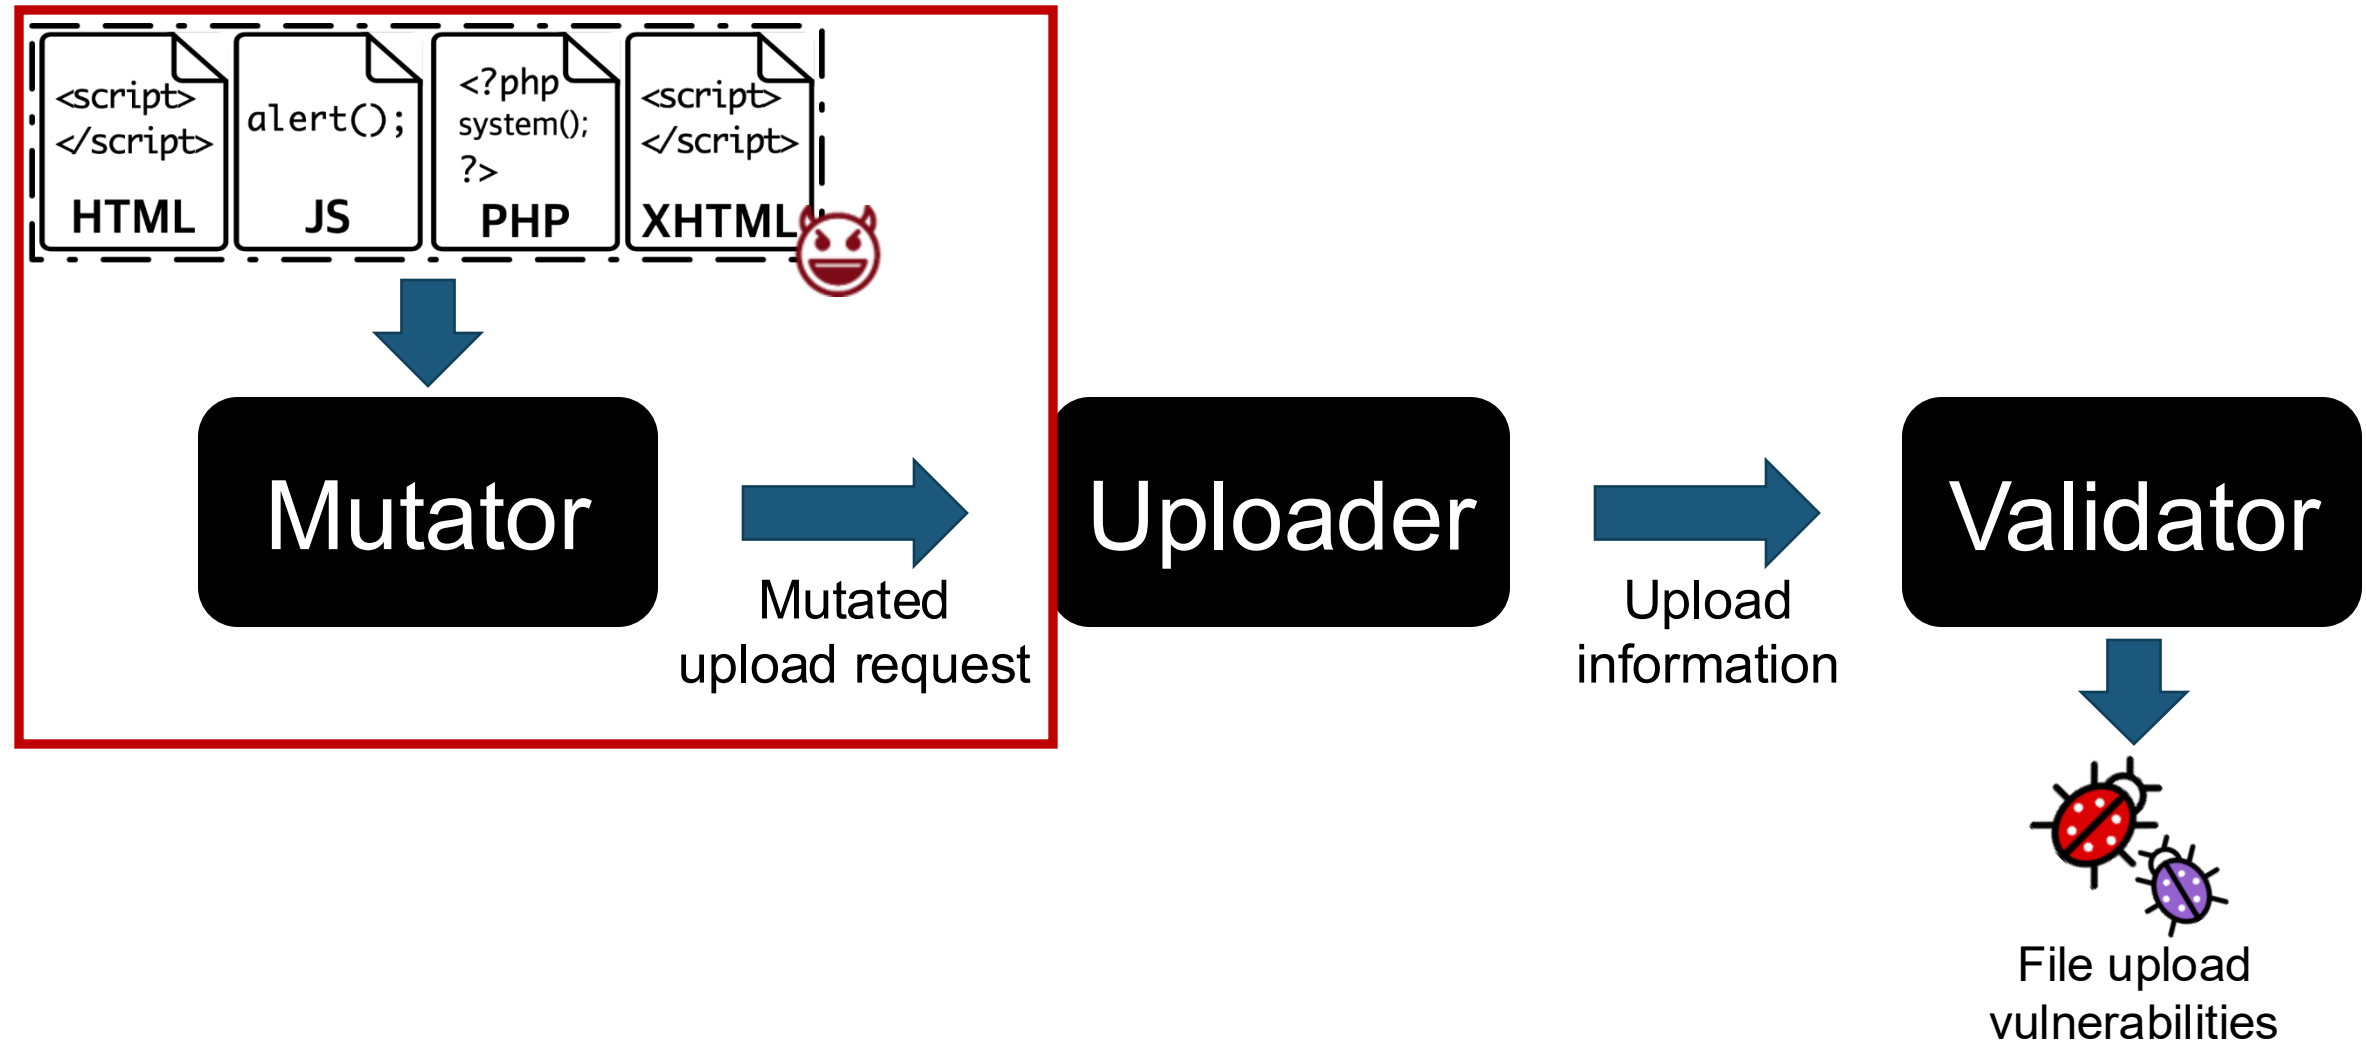 <script>
</script>
HTML
alert();
JS
<?php
system();
?>
PHP
<script>
</script>
XHTML
Mutator
Mutated
upload request
Uploader
Upload
information
Validator
File upload
vulnerabilities